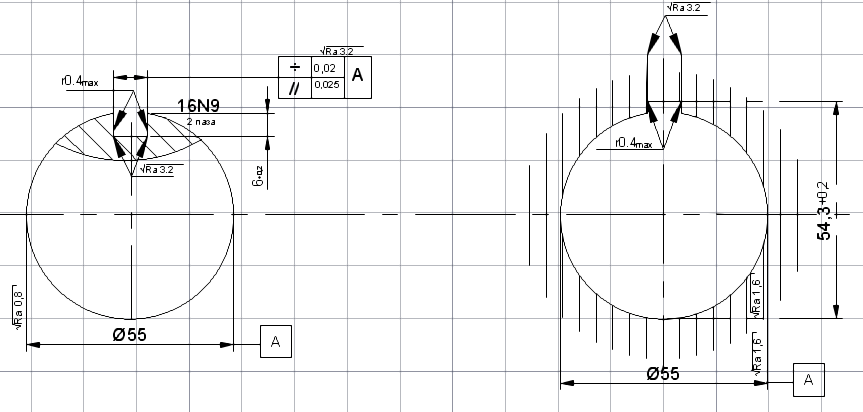 √Ra 3.2
r0.4max
16N9
2 паза
√Ra 3.2
÷ 0,02
// 0,025
A
6+0,2
√Ra 3.2
√Ra 0,8
Ø55
A
r0.4max
54,3+0,2
√Ra 1,6
√Ra 1,6
Ø55
A